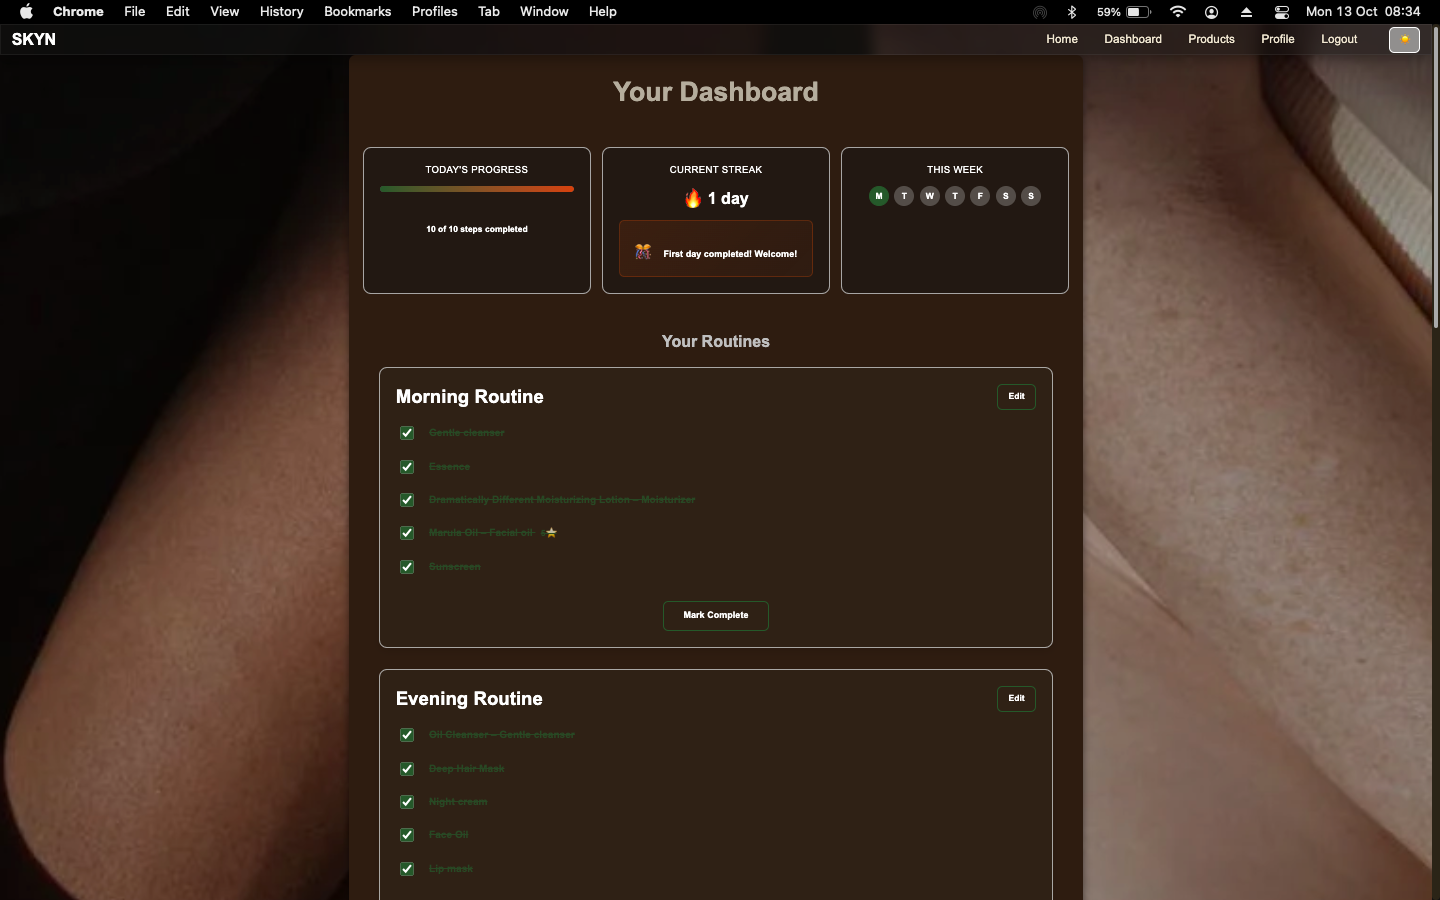 Chrome File Edit View History Bookmarks Profiles Tab Window Help 59% Mon 13 Oct 08:34
SKYN Home Dashboard Products Profile Logout
Your Dashboard
TODAY'S PROGRESS
10 of 10 steps completed
CURRENT STREAK
🔥 1 day
First day completed! Welcome!
THIS WEEK
M T W T F S S
Your Routines
Morning Routine
Edit
Gentle cleanser
Essence
Dramatically Different Moisturizing Lotion – Moisturizer
Marula Oil – Facial oil
Sunscreen
Mark Complete
Evening Routine
Edit
Oil Cleanser – Gentle cleanser
Deep Hair Mask
Night cream
Face Oil
Lip mask